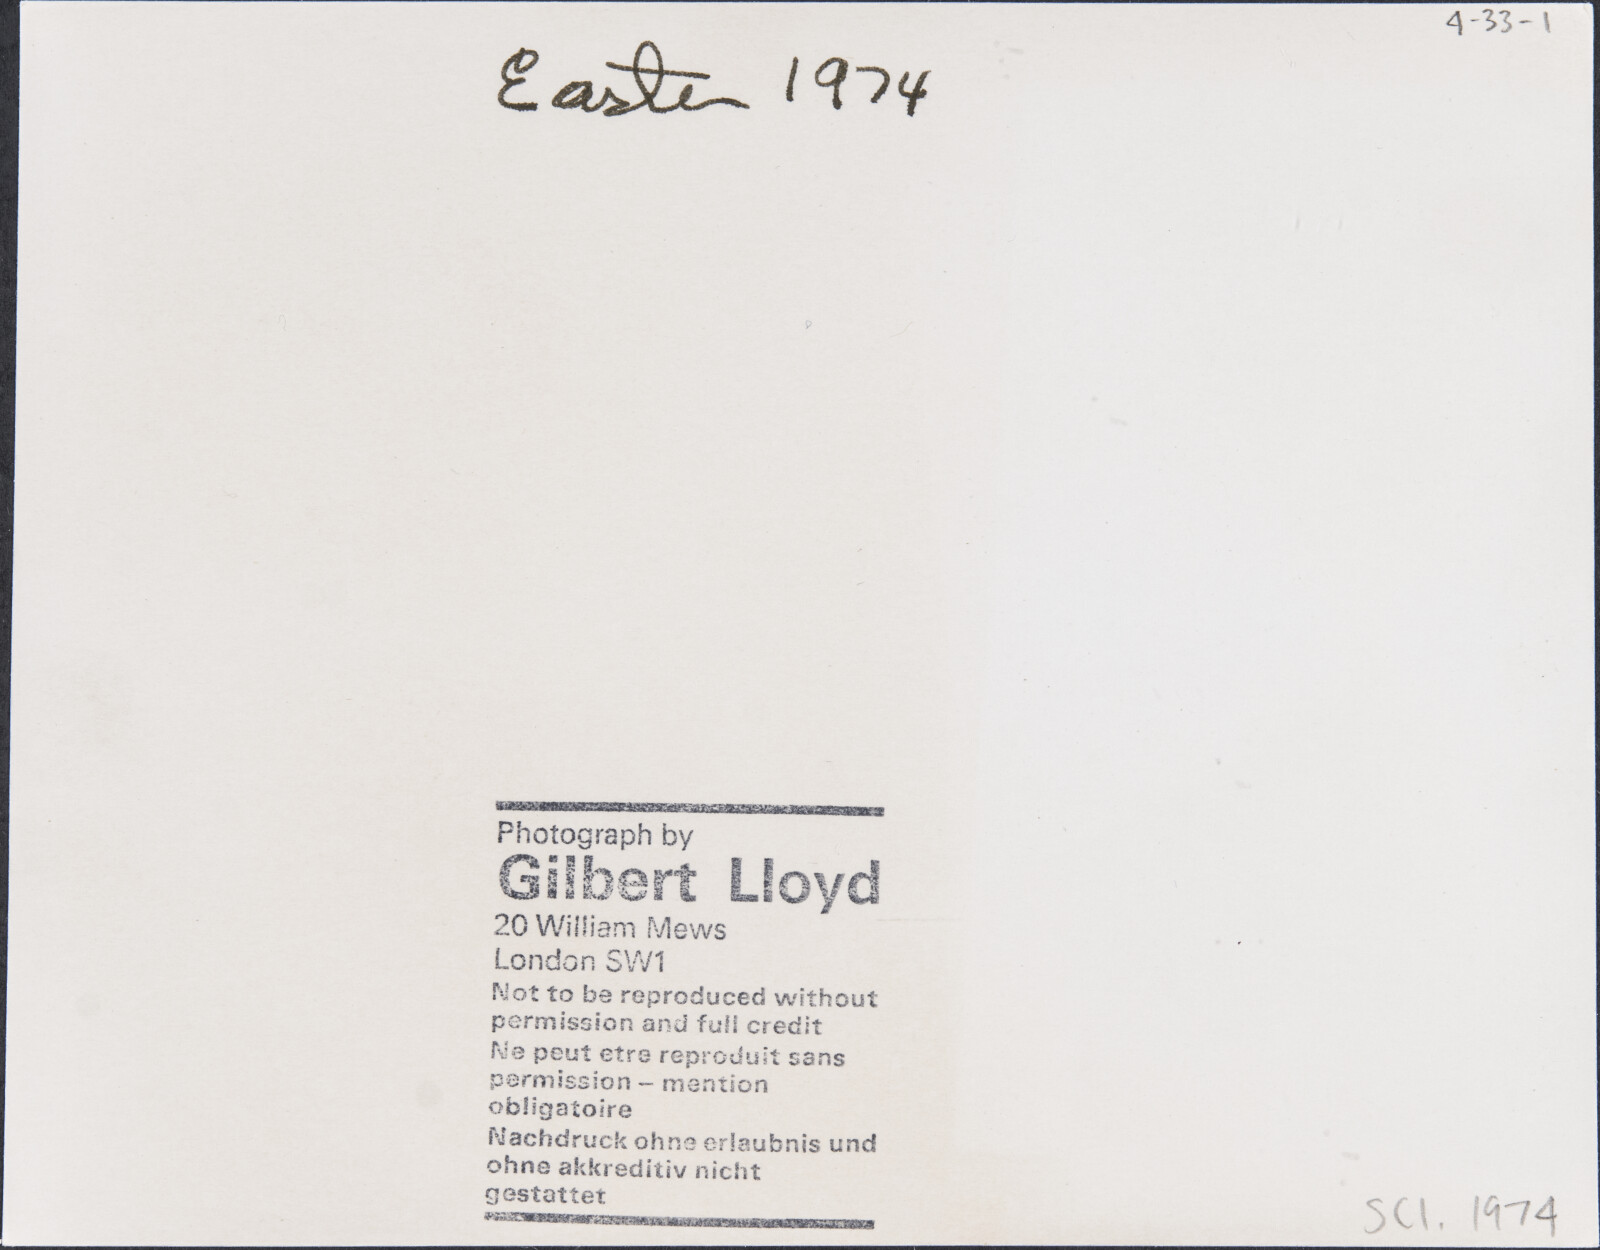 4-33-1
Easter 1974
Photograph by
Gilbert Lloyd
20 William Mews
London SW1
Not to be reproduced without
permission and full credit
Ne peut etre reproduit sans
permission – mention
obligatoire
Nachdruck ohne erlaubnis und
ohne akkreditiv nicht
gestattet
SCI. 1974